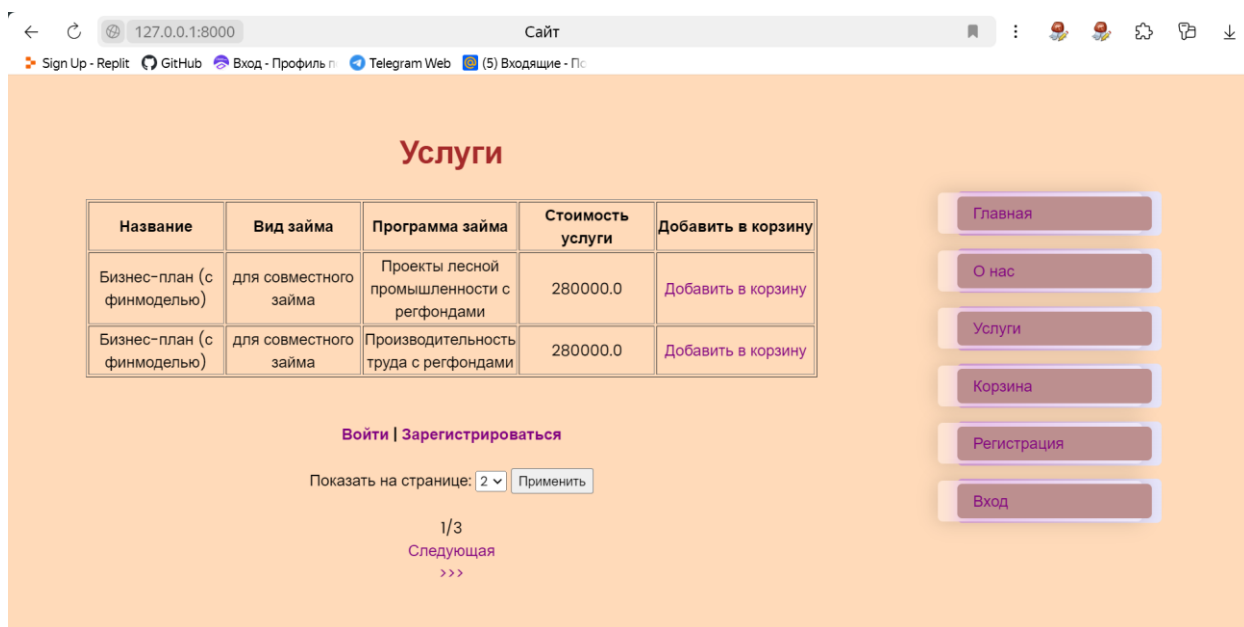 127.0.0.1:8000
Сайт
Sign Up - Replit GitHub Вход - Профиль Telegram Web (5) Входящие -
Услуги
Название Вид займа Программа займа Стоимость услуги Добавить в корзину
Бизнес-план (с финмоделью) для совместного займа Проекты лесной промышленности с регфондами 280000.0 Добавить в корзину
Бизнес-план (с финмоделью) для совместного займа Производительность труда с регфондами 280000.0 Добавить в корзину
Войти | Зарегистрироваться
Показать на странице: 2 Применить
1/3
Следующая
>>>
Главная
О нас
Услуги
Корзина
Регистрация
Вход